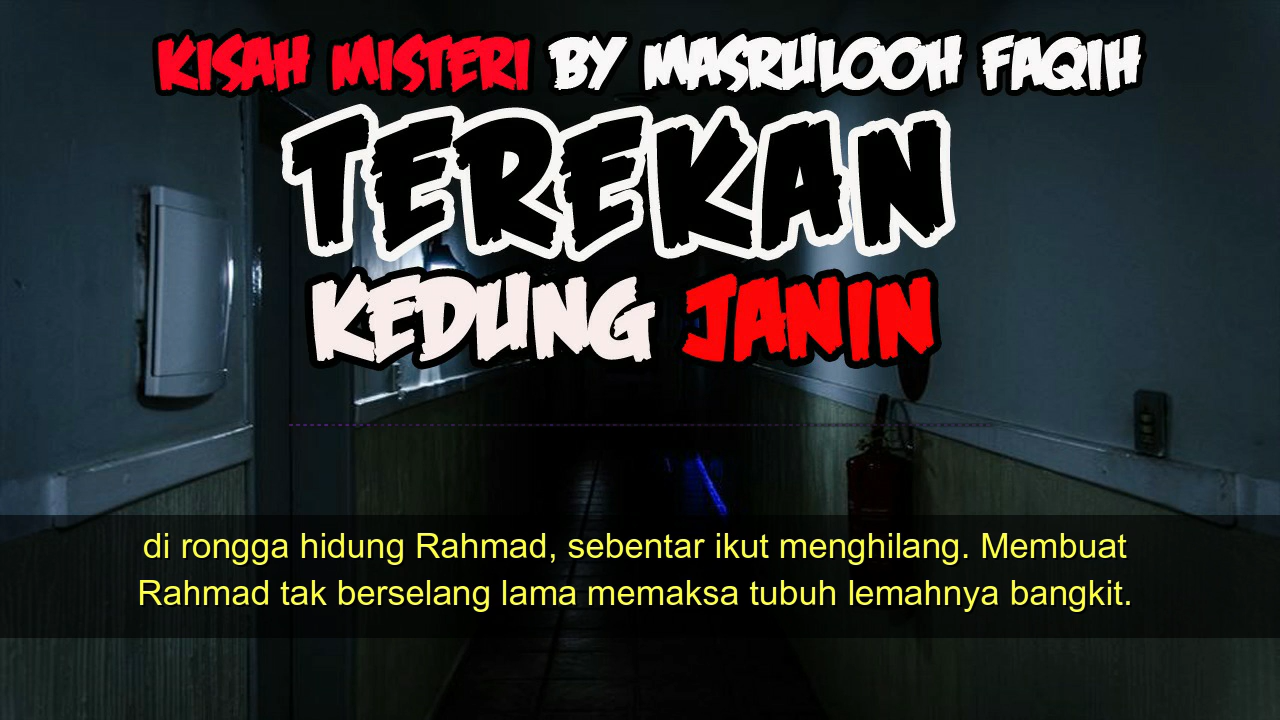 KISAH MISTERI BY MASRULOOH FAQIH
TEREKAN
KEDUNG JANIN
di rongga hidung Rahmad, sebentar ikut menghilang. Membuat
Rahmad tak berselang lama memaksa tubuh lemahnya bangkit.